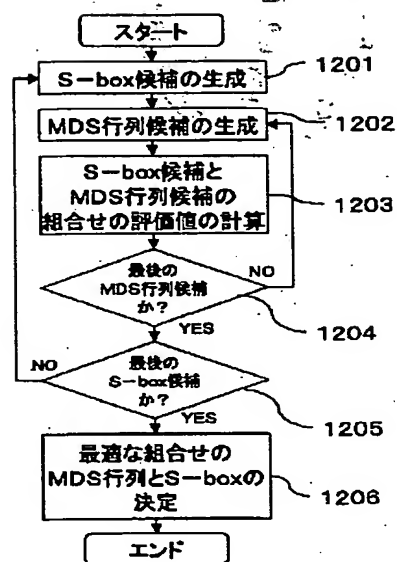 スタート
S-box候補の生成
1201
MDS行列候補の生成
1202
S-box候補と
MDS行列候補の
組合せの評価値の計算
1203
最後の
MDS行列候補
か?
NO
1204
YES
最後の
S-box候補
か?
NO
1205
YES
最適な組合せの
MDS行列とS-boxの
決定
1206
エンド